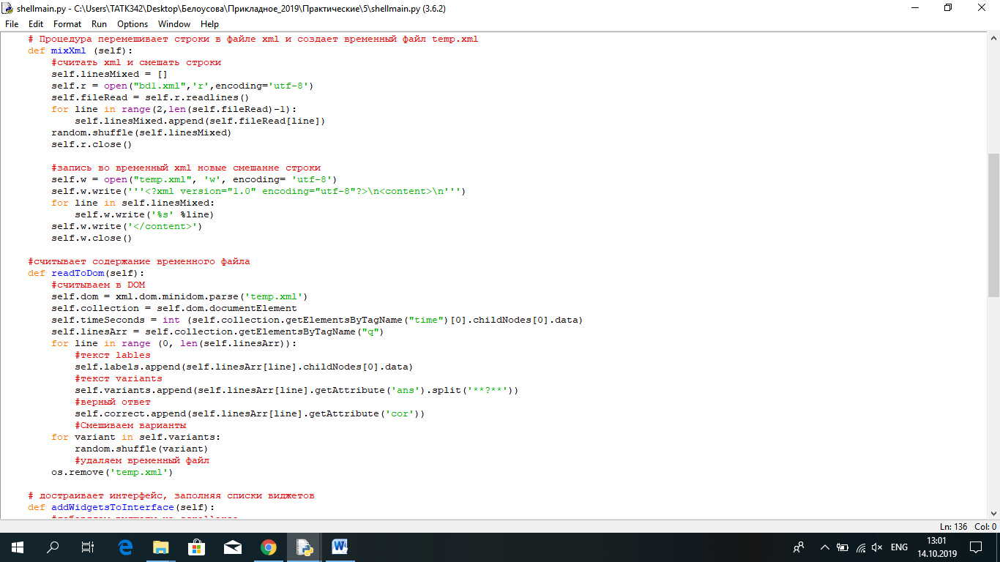 shellmain.py - C:\Users\TATK342\Desktop\Белоусова\Прикладное_2019\Практические\5\shellmain.py (3.6.2)
File Edit Format Run Options Window Help
    # Процедура перемешивает строки в файле xml и создает временный файл temp.xml
    def mixXml (self):
        #считать xml и смешать строки
        self.linesMixed = []
        self.r = open("bd1.xml",'r',encoding='utf-8')
        self.fileRead = self.r.readlines()
        for line in range(2,len(self.fileRead)-1):
            self.linesMixed.append(self.fileRead[line])
        random.shuffle(self.linesMixed)
        self.r.close()

        #запись во временный xml новые смешанне строки
        self.w = open("temp.xml", 'w', encoding= 'utf-8')
        self.w.write('''<?xml version="1.0" encoding="utf-8"?>\n<content>\n''')
        for line in self.linesMixed:
            self.w.write('%s' %line)
        self.w.write('</content>')
        self.w.close()

    #считывает содержание временного файла
    def readToDom(self):
        #считываем в DOM
        self.dom = xml.dom.minidom.parse('temp.xml')
        self.collection = self.dom.documentElement
        self.timeSeconds = int (self.collection.getElementsByTagName("time")[0].childNodes[0].data)
        self.linesArr = self.collection.getElementsByTagName("q")
        for line in range (0, len(self.linesArr)):
            #текст lables
            self.labels.append(self.linesArr[line].childNodes[0].data)
            #текст variants
            self.variants.append(self.linesArr[line].getAttribute('ans').split('**?**'))
            #верный ответ
            self.correct.append(self.linesArr[line].getAttribute('cor'))
            #Смешиваем варианты
        for variant in self.variants:
            random.shuffle(variant)
            #удаляем временный файл
        os.remove('temp.xml')

    # достраивает интерфейс, заполняя списки виджетов
    def addWidgetsToInterface(self):
Ln: 136 Col: 0
ENG
13:01
14.10.2019